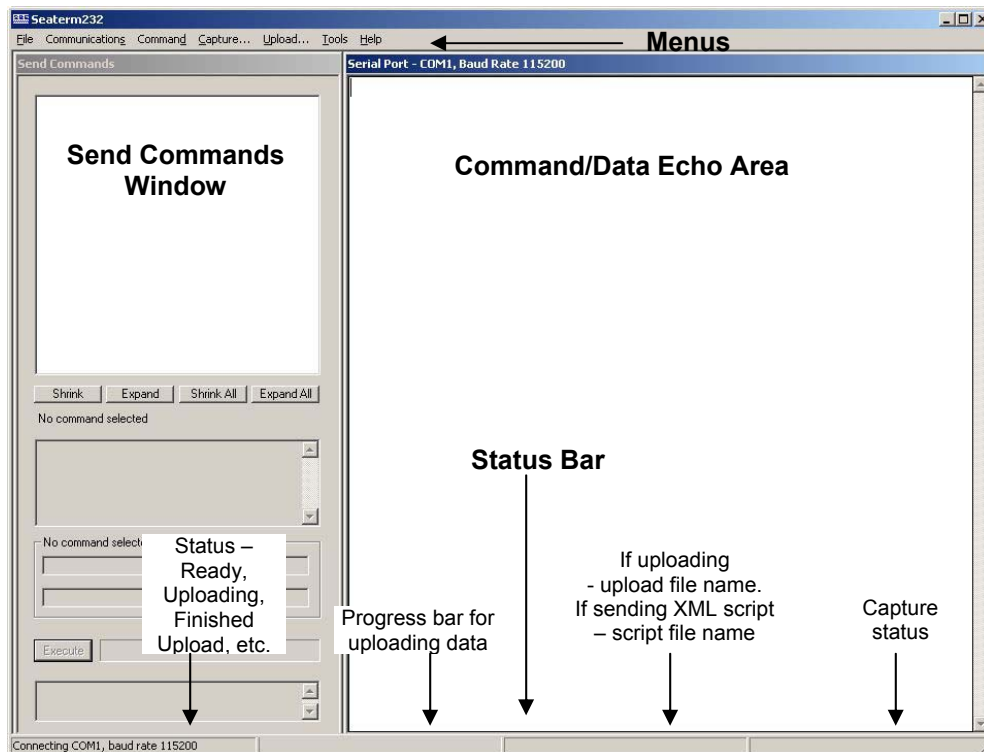 Seaterm232
File Communications Command Capture... Upload... Tools Help
Menus
Send Commands
Serial Port - COM1, Baud Rate 115200
Send Commands
Window
Command/Data Echo Area
Shrink Expand Shrink All Expand All
No command selected
Status Bar
No command selec
Status –
Ready,
Uploading,
Finished
Upload, etc.
Progress bar for
uploading data
If uploading
- upload file name.
If sending XML script
– script file name
Capture
status
Execute
Connecting COM1, baud rate 115200